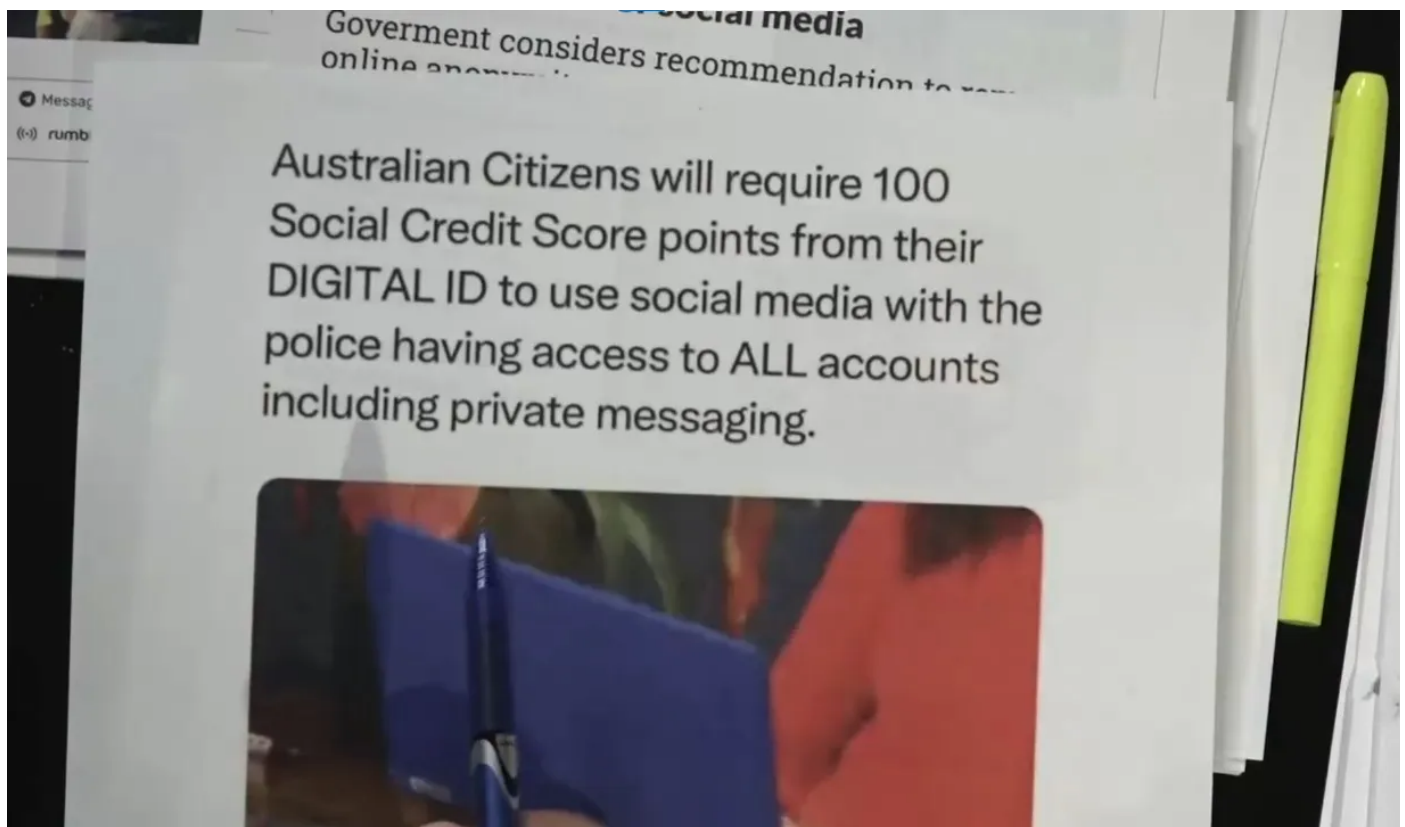 social media
Goverment considers recommendation to
online
Messag
rumb
Australian Citizens will require 100
Social Credit Score points from their
DIGITAL ID to use social media with the
police having access to ALL accounts
including private messaging.